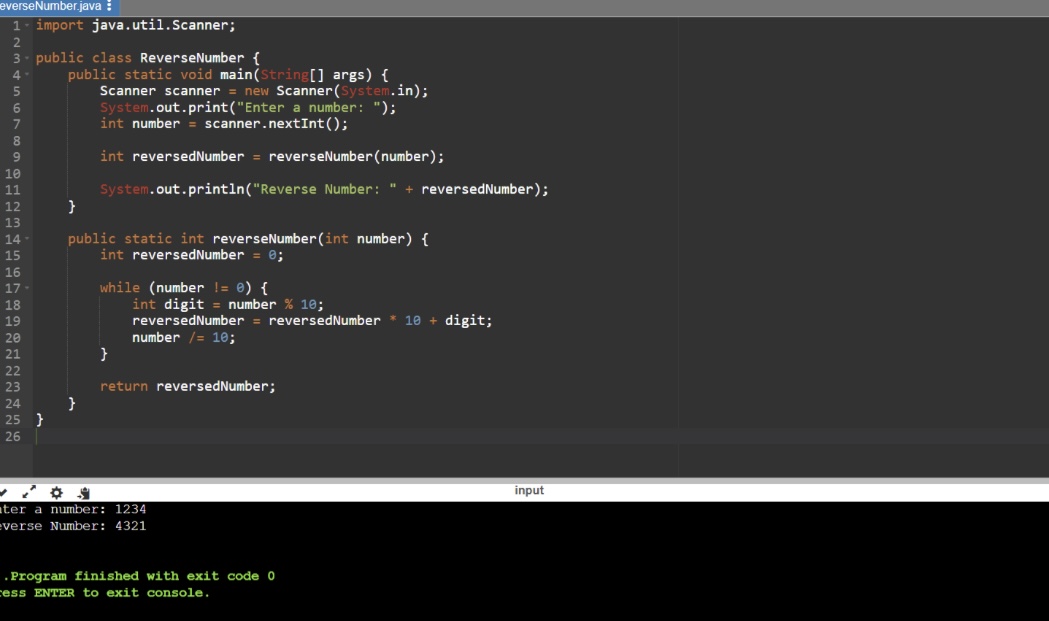 everseNumber.java
1 import java.util.Scanner;
2
3 public class ReverseNumber {
4 public static void main(String[] args) {
5 Scanner scanner = new Scanner(System.in);
6 System.out.print("Enter a number: ");
7 int number = scanner.nextInt();
8
9 int reversedNumber = reverseNumber(number);
10
11 System.out.println("Reverse Number: " + reversedNumber);
12 }
13
14 public static int reverseNumber(int number) {
15 int reversedNumber = 0;
16
17 while (number != 0) {
18 int digit = number % 10;
19 reversedNumber = reversedNumber * 10 + digit;
20 number /= 10;
21 }
22
23 return reversedNumber;
24 }
25 }
26
input
nter a number: 1234
everse Number: 4321
.Program finished with exit code 0
ress ENTER to exit console.